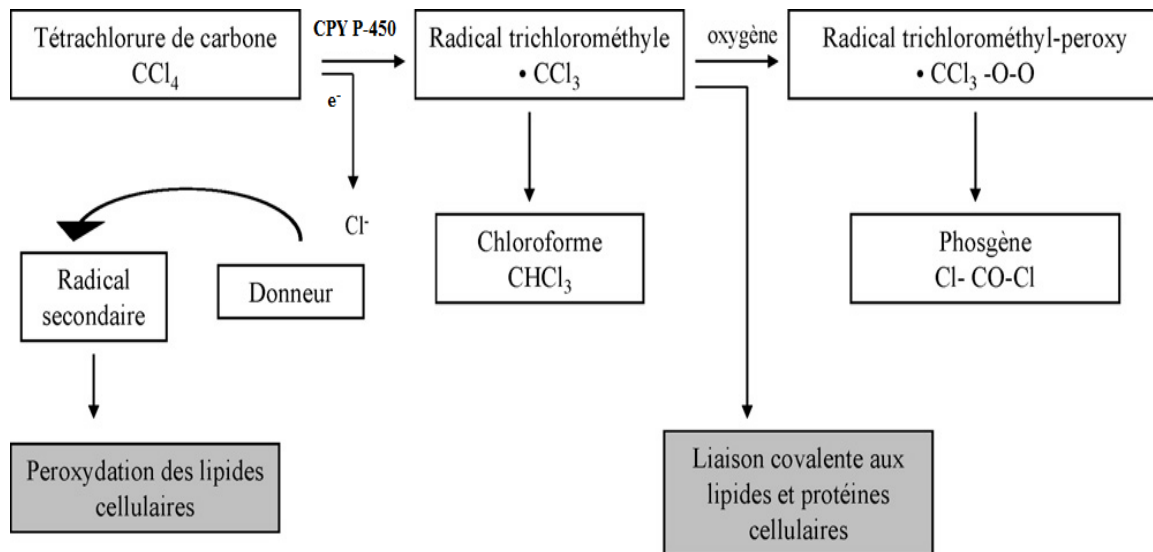 Tétrachlorure de carbone
CCl₄
CPY P-450
e⁻
Cl⁻
Radical trichlorométhyle
• CCl₃
oxygène
Radical trichlorométhyl-peroxy
• CCl₃ -O-O
Radical
secondaire
Donneur
Chloroforme
CHCl₃
Phosgène
Cl- CO-Cl
Peroxydation des lipides
cellulaires
Liaison covalente aux
lipides et protéines
cellulaires